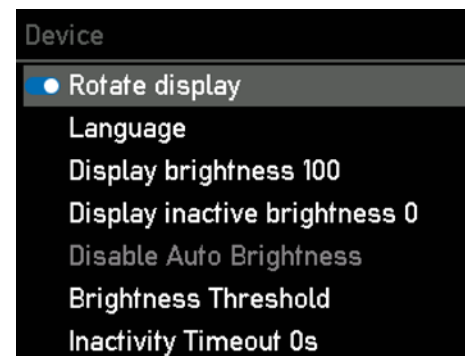 Device
Rotate display
Language
Display brightness 100
Display inactive brightness 0
Disable Auto Brightness
Brightness Threshold
Inactivity Timeout 0s